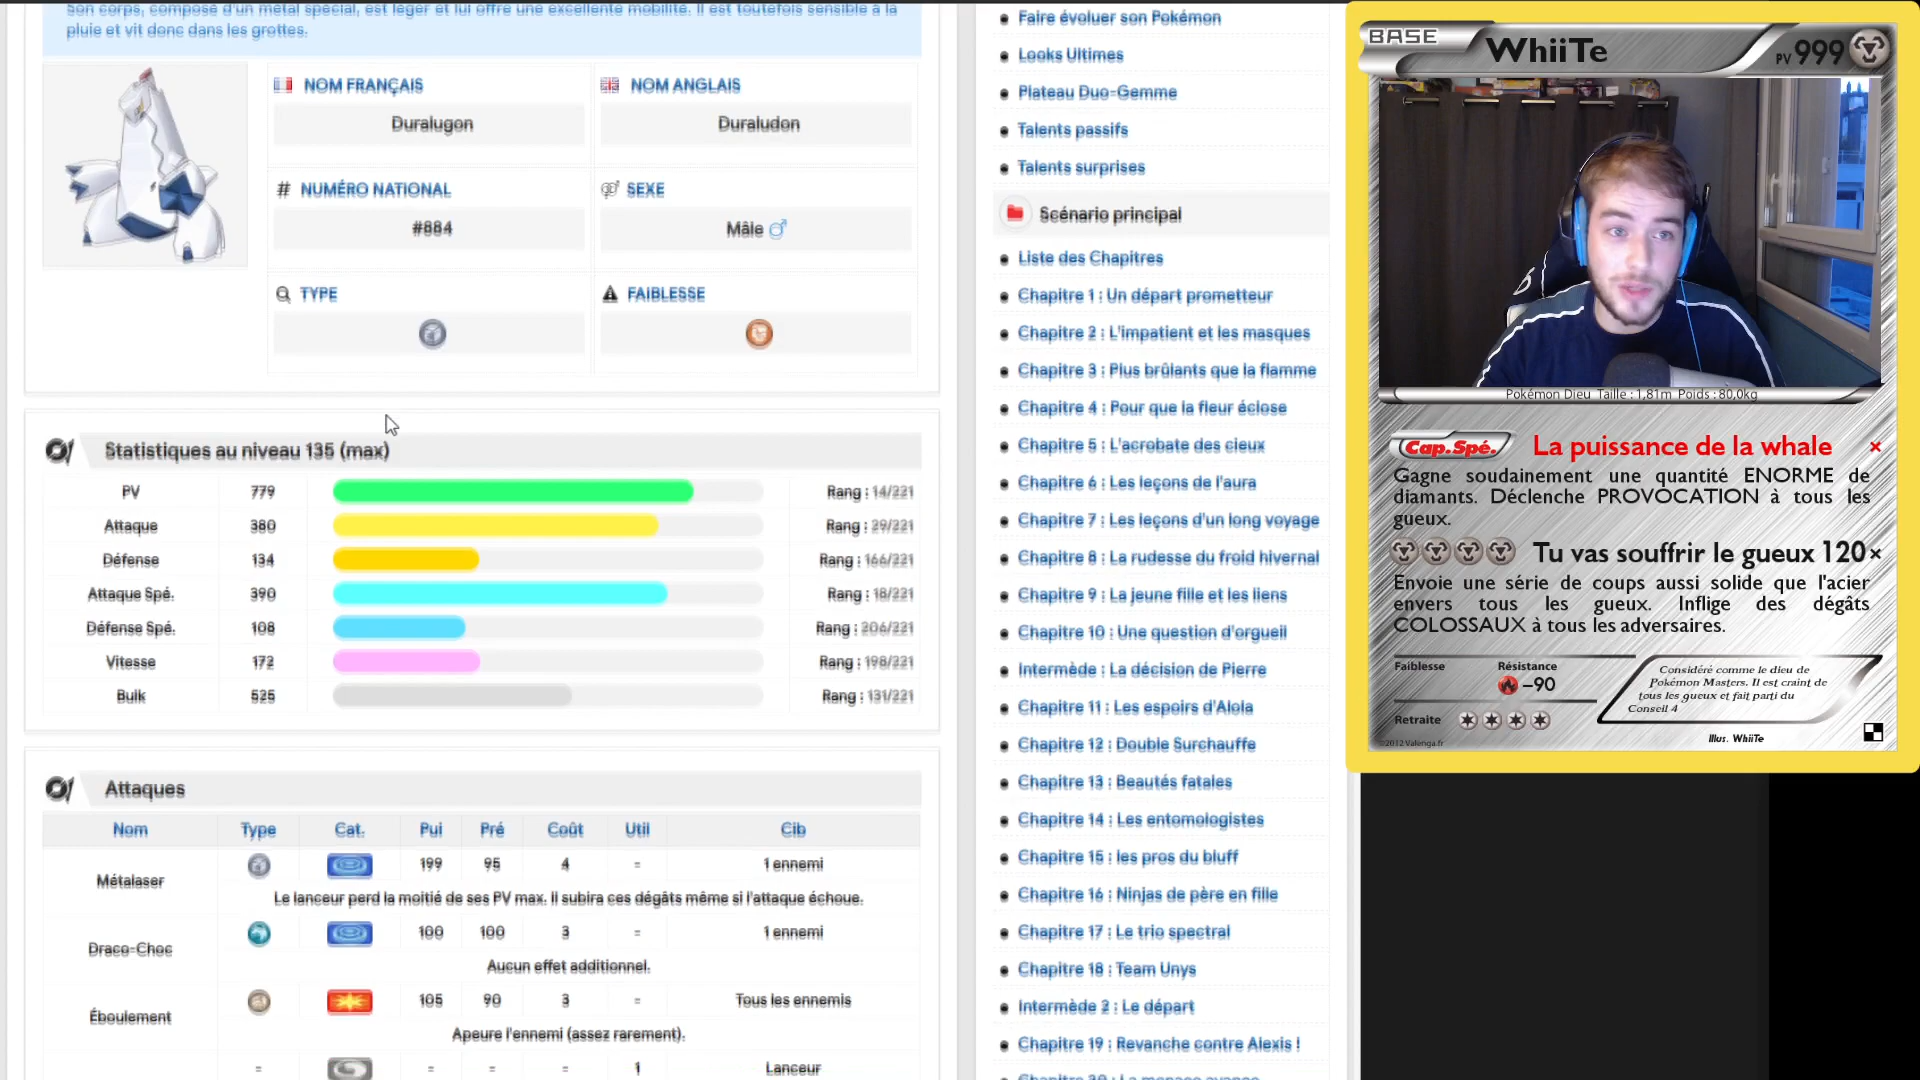 Son corps, composé d'un métal spécial, est léger et lui offre une excellente mobilité. Il est toutefois sensible à la
pluie et vit donc dans les grottes.
NOM FRANÇAIS
NOM ANGLAIS
Duralugon
Duraludon
# NUMÉRO NATIONAL
SEXE
#884
Mâle ♂
TYPE
FAIBLESSE
Statistiques au niveau 135 (max)
PV 779 Rang : 14/221
Attaque 380 Rang : 29/221
Défense 134 Rang : 166/221
Attaque Spé. 390 Rang : 18/221
Défense Spé. 108 Rang : 206/221
Vitesse 172 Rang : 198/221
Bulk 525 Rang : 131/221
Attaques
Nom Type Cat. Pui Pré Coût Util Cib
Métalaser 199 95 4 - 1 ennemi
Le lanceur perd la moitié de ses PV max. Il subira ces dégâts même si l'attaque échoue.
Draco-Choc 100 100 3 - 1 ennemi
Aucun effet additionnel.
Éboulement 105 90 3 - Tous les ennemis
Apeure l'ennemi (assez rarement).
- - - - 1 Lanceur
Faire évoluer son Pokémon
Looks Ultimes
Plateau Duo-Gemme
Talents passifs
Talents surprises
Scénario principal
Liste des Chapitres
Chapitre 1 : Un départ prometteur
Chapitre 2 : L'impatient et les masques
Chapitre 3 : Plus brûlants que la flamme
Chapitre 4 : Pour que la fleur éclose
Chapitre 5 : L'acrobate des cieux
Chapitre 6 : Les leçons de l'aura
Chapitre 7 : Les leçons d'un long voyage
Chapitre 8 : La rudesse du froid hivernal
Chapitre 9 : La jeune fille et les liens
Chapitre 10 : Une question d'orgueil
Intermède : La décision de Pierre
Chapitre 11 : Les espoirs d'Alola
Chapitre 12 : Double Surchauffe
Chapitre 13 : Beautés fatales
Chapitre 14 : Les entomologistes
Chapitre 15 : les pros du bluff
Chapitre 16 : Ninjas de père en fille
Chapitre 17 : Le trio spectral
Chapitre 18 : Team Unys
Intermède 2 : Le départ
Chapitre 19 : Revanche contre Alexis !
Chapitre 20 : La menace avance
BASE
WhiiTe
PV 999
Pokémon Dieu Taille : 1,81m Poids : 80,0kg
Cap.Spé. La puissance de la whale ×
Gagne soudainement une quantité ENORME de
diamants. Déclenche PROVOCATION à tous les
gueux.
Tu vas souffrir le gueux 120×
Envoie une série de coups aussi solide que l'acier
envers tous les gueux. Inflige des dégâts
COLOSSAUX à tous les adversaires.
Faiblesse
Résistance
-90
Retraite
Considéré comme le dieu de
Pokémon Masters. Il est craint de
tous les gueux et fait parti du
Conseil 4
Illus. WhiiTe
©2012 Valenga.fr